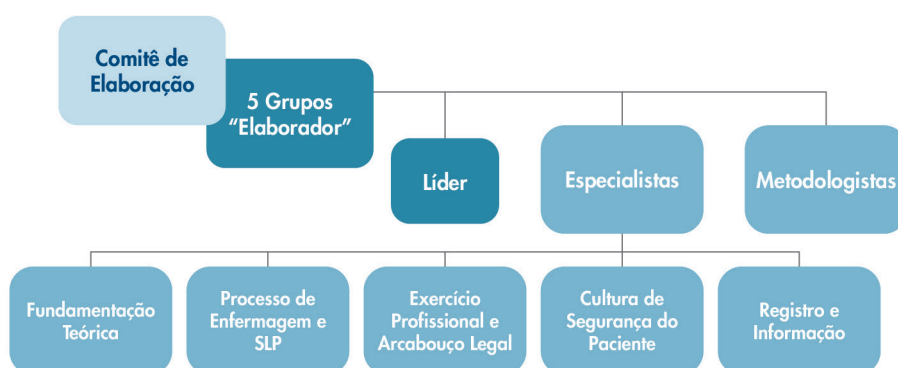 Comitê de
Elaboração
5 Grupos
“Elaborador”
Líder
Especialistas
Metodologistas
Fundamentação
Teórica
Processo de
Enfermagem e
SLP
Exercício
Profissional e
Arcabouço Legal
Cultura de
Segurança do
Paciente
Registro e
Informação